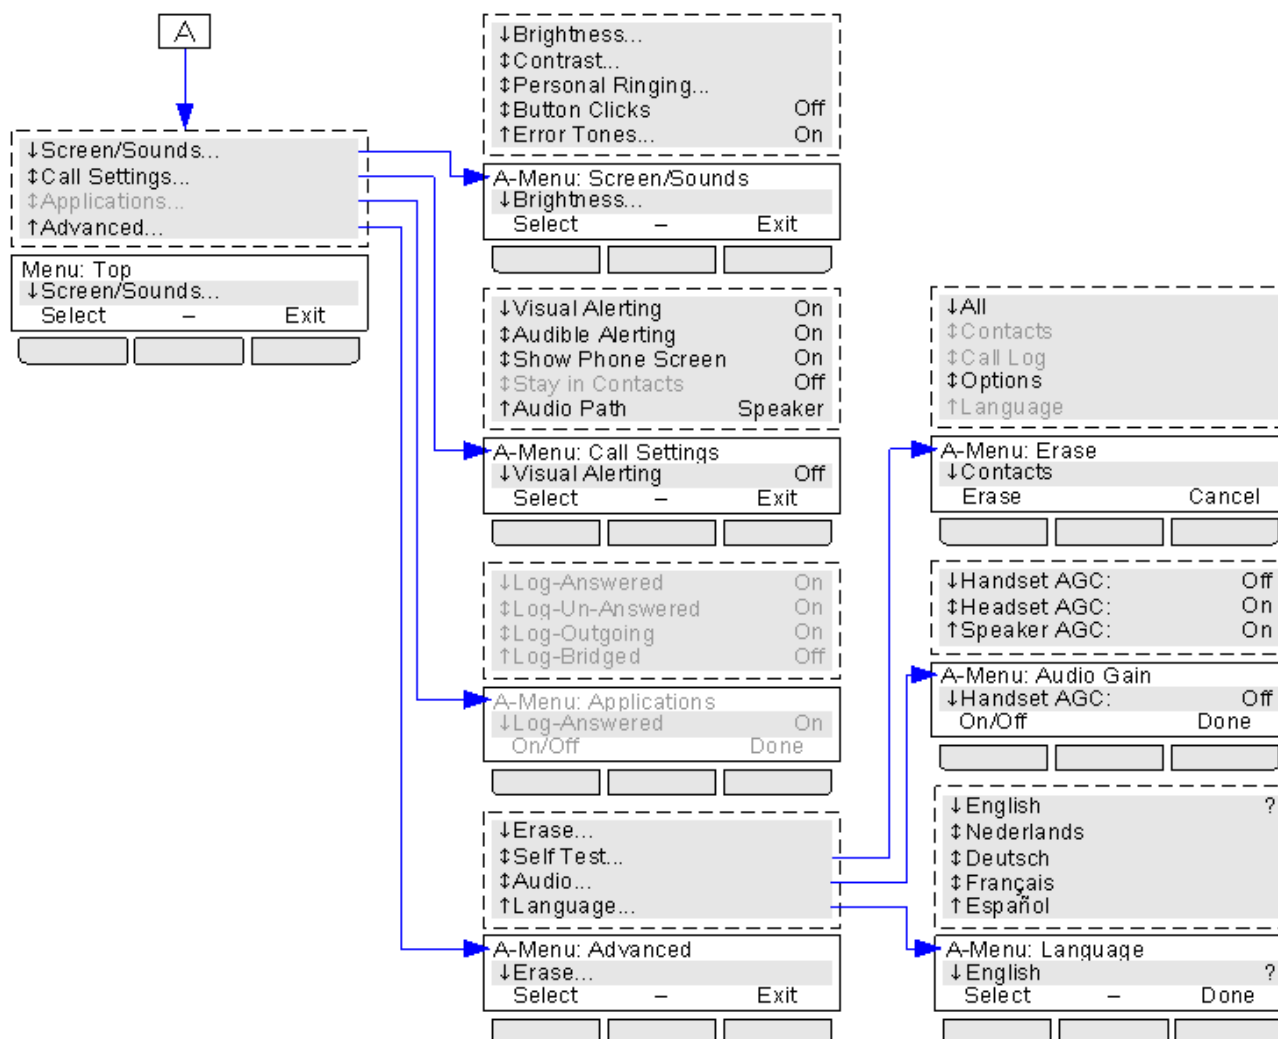 A
↓Screen/Sounds...
↕Call Settings...
↕Applications...
↑Advanced...
Menu: Top
↓Screen/Sounds...
Select – Exit
↓Brightness...
↕Contrast...
↕Personal Ringing...
↕Button Clicks Off
↑Error Tones... On
A-Menu: Screen/Sounds
↓Brightness...
Select – Exit
↓Visual Alerting On
↕Audible Alerting On
↕Show Phone Screen On
↕Stay in Contacts Off
↑Audio Path Speaker
A-Menu: Call Settings
↓Visual Alerting Off
Select – Exit
↓Log-Answered On
↕Log-Un-Answered On
↕Log-Outgoing On
↑Log-Bridged Off
A-Menu: Applications
↓Log-Answered On
On/Off Done
↓Erase...
↕Self Test...
↕Audio...
↑Language...
A-Menu: Advanced
↓Erase...
Select – Exit
↓All
↕Contacts
↕Call Log
↕Options
↑Language
A-Menu: Erase
↓Contacts
Erase Cancel
↓Handset AGC: Off
↕Headset AGC: On
↑Speaker AGC: On
A-Menu: Audio Gain
↓Handset AGC: Off
On/Off Done
↓English ?
↕Nederlands
↕Deutsch
↕Français
↑Español
A-Menu: Language
↓English ?
Select – Done